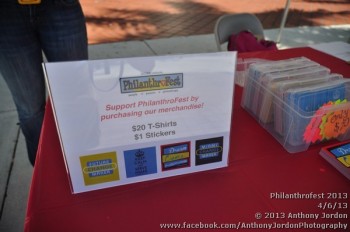 PhilanthroFest
Support PhilanthroFest by
purchasing our merchandise!
$20 T-Shirts
$1 Stickers
Philanthrofest 2013
4/6/13
© 2013 Anthony Jordon
www.facebook.com/AnthonyJordonPhotography